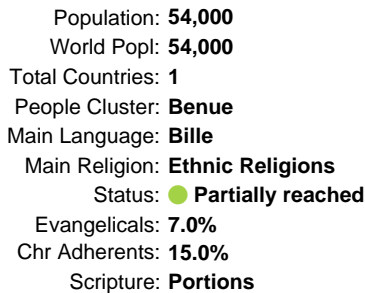 Population: 54,000
World Popl: 54,000
Total Countries: 1
People Cluster: Benue
Main Language: Bille
Main Religion: Ethnic Religions
Status: Partially reached
Evangelicals: 7.0%
Chr Adherents: 15.0%
Scripture: Portions